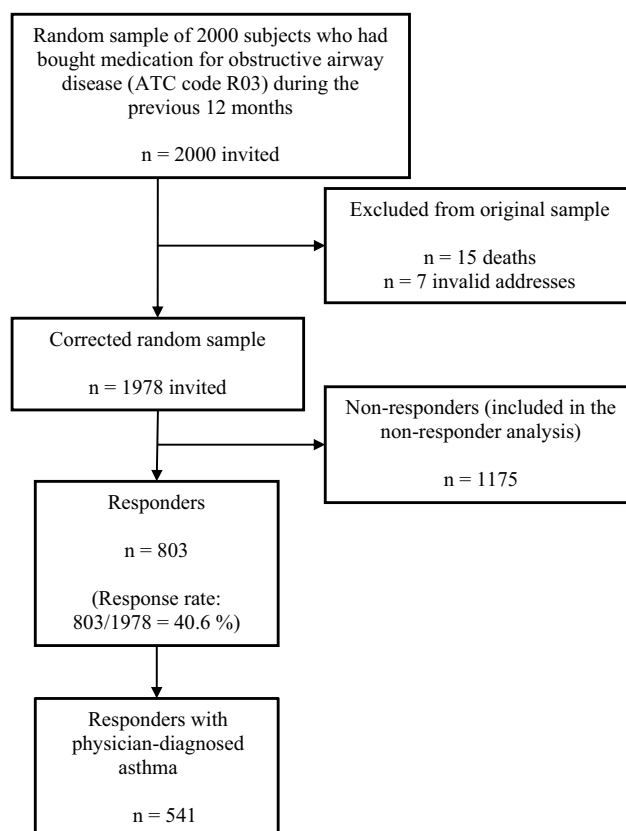 Random sample of 2000 subjects who had
bought medication for obstructive airway
disease (ATC code R03) during the
previous 12 months
n = 2000 invited
Excluded from original sample
n = 15 deaths
n = 7 invalid addresses
Corrected random sample
n = 1978 invited
Non-responders (included in the
non-responder analysis)
n = 1175
Responders
n = 803
(Response rate:
803/1978 = 40.6 %)
Responders with
physician-diagnosed
asthma
n = 541